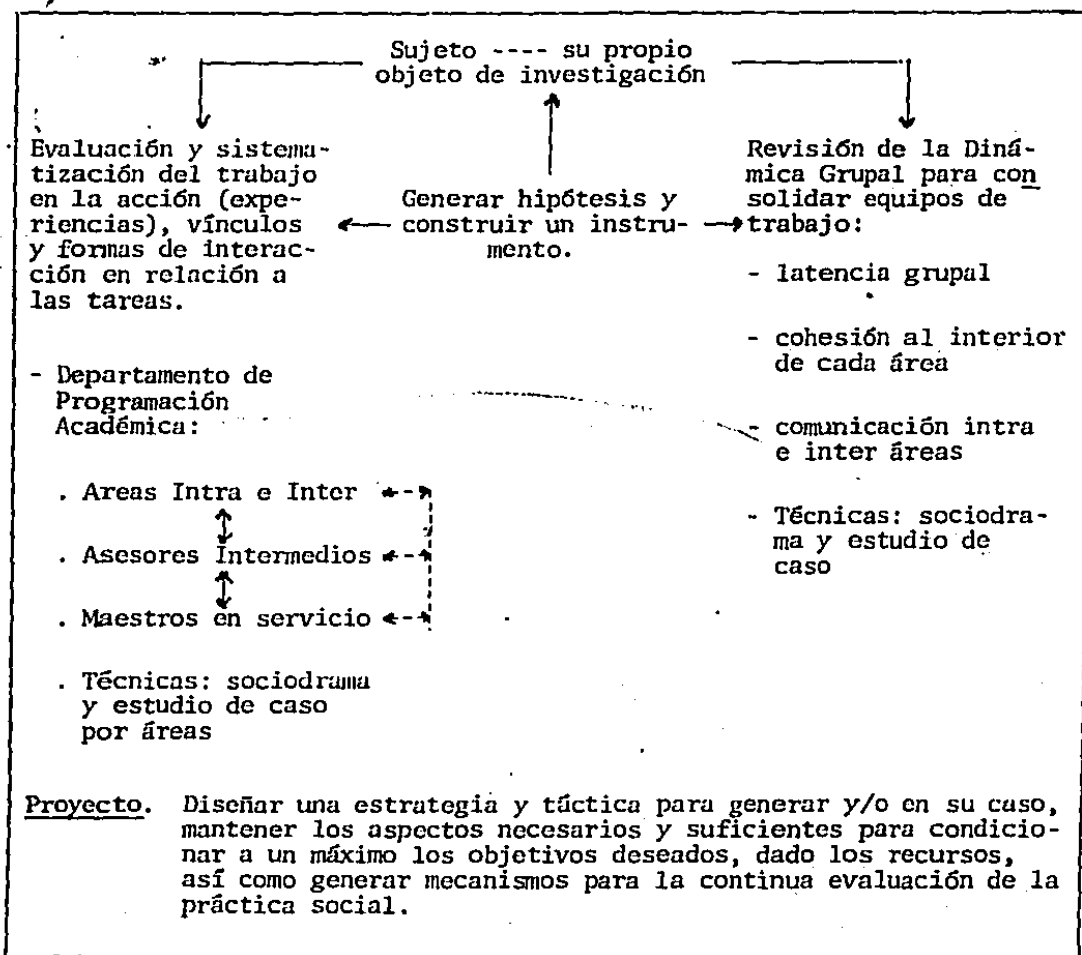 Sujeto ---- su propio
objeto de investigación
Evaluación y sistema-
tización del trabajo
en la acción (expe-
riencias), vínculos
y formas de interac-
ción en relación a
las tareas.
Generar hipótesis y
construir un instru-
mento.
Revisión de la Diná-
mica Grupal para con
solidar equipos de
trabajo:
- latencia grupal
- cohesión al interior
de cada área
- comunicación intra
e inter áreas
- Técnicas: sociodra-
ma y estudio de
caso
- Departamento de
Programación
Académica:
. Areas Intra e Inter
. Asesores Intermedios
. Maestros en servicio
. Técnicas: sociodrama
y estudio de caso
por áreas
Proyecto. Diseñar una estrategia y táctica para generar y/o en su caso,
mantener los aspectos necesarios y suficientes para condicio-
nar a un máximo los objetivos deseados, dado los recursos,
así como generar mecanismos para la continua evaluación de la
práctica social.